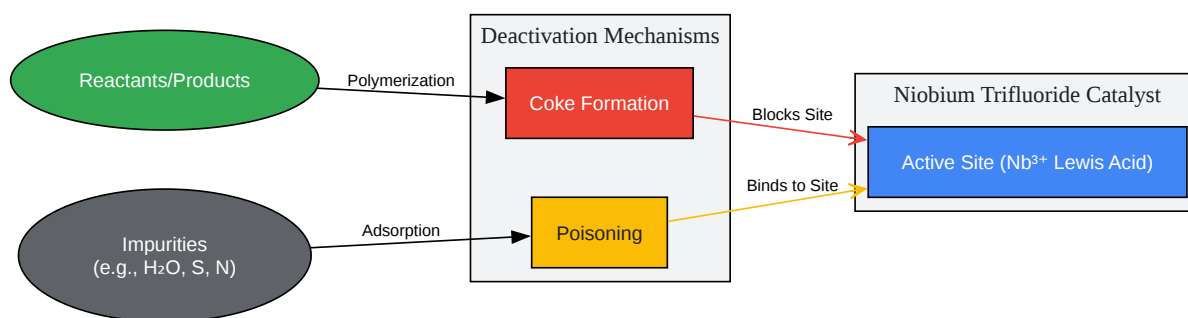 Deactivation Mechanisms
Reactants/Products
Polymerization
Coke Formation
Blocks Site
Niobium Trifluoride Catalyst
Active Site (Nb³⁺ Lewis Acid)
Binds to Site
Impurities
(e.g., H₂O, S, N)
Adsorption
Poisoning